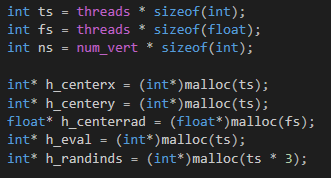 int ts = threads * sizeof(int);
int fs = threads * sizeof(float);
int ns = num_vert * sizeof(int);

int* h_centerx = (int*)malloc(ts);
int* h_centery = (int*)malloc(ts);
float* h_centerrad = (float*)malloc(fs);
int* h_eval = (int*)malloc(ts);
int* h_randinds = (int*)malloc(ts * 3);